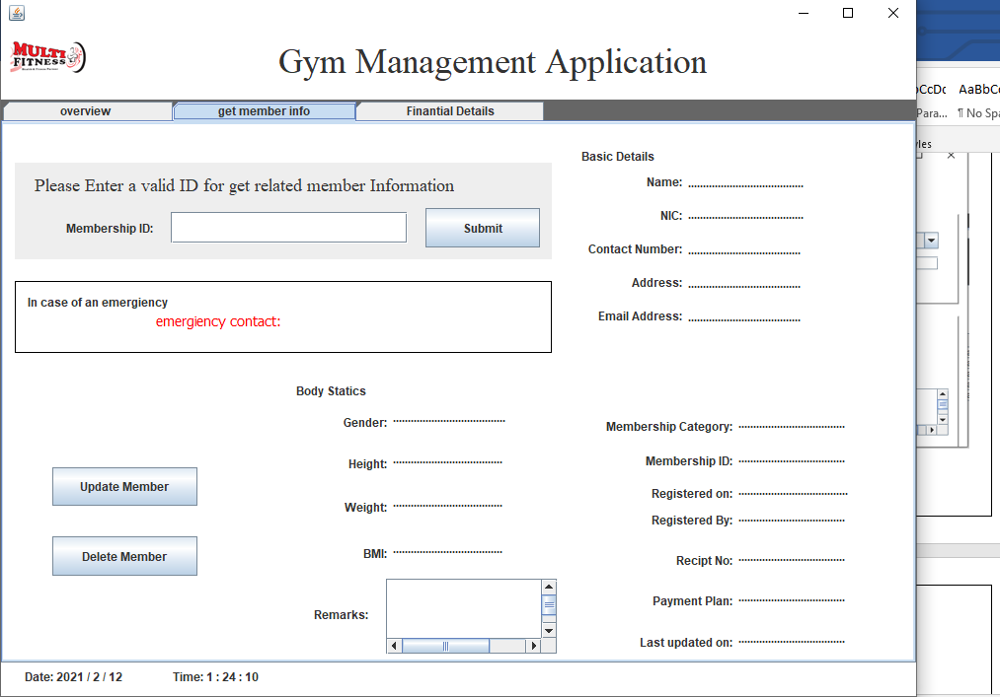 MULTI
FITNESS
Gym Management Application
overview
get member info
Finantial Details
Please Enter a valid ID for get related member Information
Membership ID:
Submit
In case of an emergiency
emergiency contact:
Basic Details
Name: .......................................
NIC: .......................................
Contact Number: ......................................
Address: ......................................
Email Address: ......................................
Body Statics
Gender: ......................................
Height: .....................................
Weight: .....................................
BMI: .....................................
Remarks:
Update Member
Delete Member
Membership Category: ....................................
Membership ID: ....................................
Registered on: .....................................
Registered By: ....................................
Recipt No: ....................................
Payment Plan: ....................................
Last updated on: ....................................
Date: 2021 / 2 / 12
Time: 1 : 24 : 10
AaBbCc
Para...
¶ No Spa